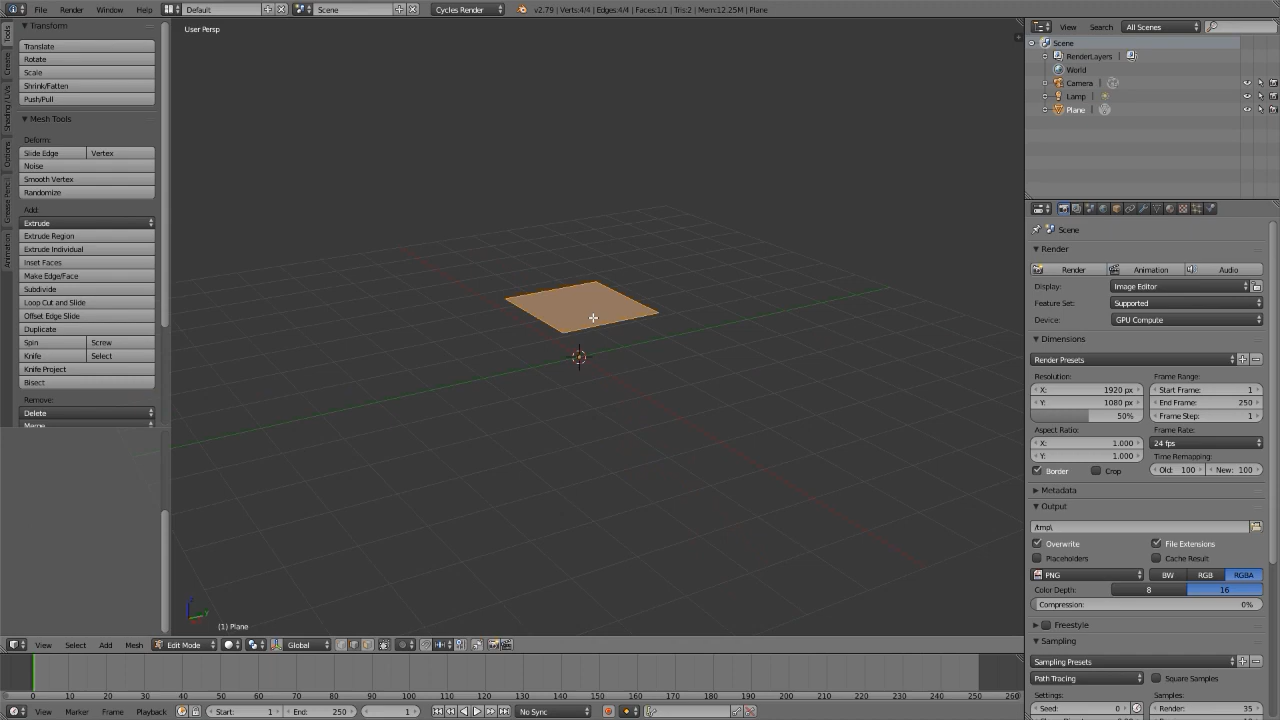 File Render Window Help Default Scene Cycles Render v2.79 | Verts:4/4 | Edges:4/4 | Faces:1/1 | Tris:2 | Mem:12.25M | Plane
Tools
Create
Shading / UVs
Options
Grease Pencil
Animation
Transform
Translate
Rotate
Scale
Shrink/Fatten
Push/Pull
Mesh Tools
Deform:
Slide Edge Vertex
Noise
Smooth Vertex
Randomize
Add:
Extrude
Extrude Region
Extrude Individual
Inset Faces
Make Edge/Face
Subdivide
Loop Cut and Slide
Offset Edge Slide
Duplicate
Spin Screw
Knife Select
Knife Project
Bisect
Remove:
Delete
Merge
User Persp
(1) Plane
View Select Add Mesh Edit Mode Global
0 10 20 30 40 50 60 70 80 90 100 110 120 130 140 150 160 170 180 190 200 210 220 230 240 250 260
View Marker Frame Playback Start: 1 End: 250 1 No Sync
View Search All Scenes
Scene
RenderLayers
World
Camera
Lamp
Plane
Scene
Render
Render Animation Audio
Display: Image Editor
Feature Set: Supported
Device: GPU Compute
Dimensions
Render Presets
Resolution: Frame Range:
X: 1920 px Start Frame: 1
Y: 1080 px End Frame: 250
50% Frame Step: 1
Aspect Ratio: Frame Rate:
X: 1.000 24 fps
Y: 1.000 Time Remapping:
Border Crop Old: 100 New: 100
Metadata
Output
/tmp\
Overwrite File Extensions
Placeholders Cache Result
PNG BW RGB RGBA
Color Depth: 8 16
Compression: 0%
Freestyle
Sampling
Sampling Presets
Path Tracing Square Samples
Settings: Samples:
Seed: 0 Render: 35